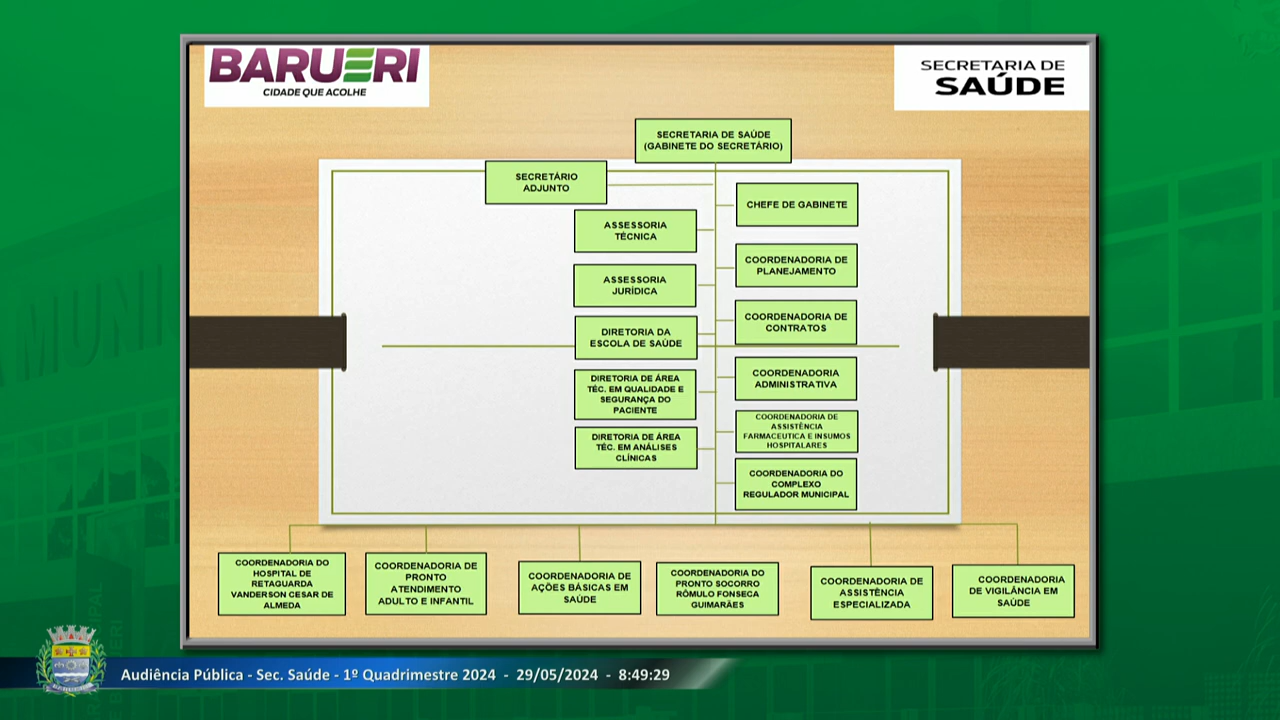 BARUERI
CIDADE QUE ACOLHE
SECRETARIA DE
SAÚDE
SECRETARIA DE SAÚDE
(GABINETE DO SECRETÁRIO)
SECRETÁRIO
ADJUNTO
CHEFE DE GABINETE
ASSESSORIA
TÉCNICA
COORDENADORIA DE
PLANEJAMENTO
ASSESSORIA
JURÍDICA
COORDENADORIA DE
CONTRATOS
DIRETORIA DA
ESCOLA DE SAÚDE
COORDENADORIA
ADMINISTRATIVA
DIRETORIA DE ÁREA
TÉC. EM QUALIDADE E
SEGURANÇA DO
PACIENTE
COORDENADORIA DE
ASSISTÊNCIA
FARMACEUTICA E INSUMOS
HOSPITALARES
DIRETORIA DE ÁREA
TÉC. EM ANÁLISES
CLÍNICAS
COORDENADORIA DO
COMPLEXO
REGULADOR MUNICIPAL
COORDENADORIA DO
HOSPITAL DE
RETAGUARDA
VANDERSON CESAR DE
ALMEDA
COORDENADORIA DE
PRONTO
ATENDIMENTO
ADULTO E INFANTIL
COORDENADORIA DE
AÇÕES BÁSICAS EM
SAÚDE
COORDENADORIA DO
PRONTO SOCORRO
RÔMULO FONSECA
GUIMARÃES
COORDENADORIA DE
ASSISTÊNCIA
ESPECIALIZADA
COORDENADORIA
DE VIGILÂNCIA EM
SAÚDE
MUNI
Audiência Pública - Sec. Saúde - 1º Quadrimestre 2024 - 29/05/2024 - 8:49:29